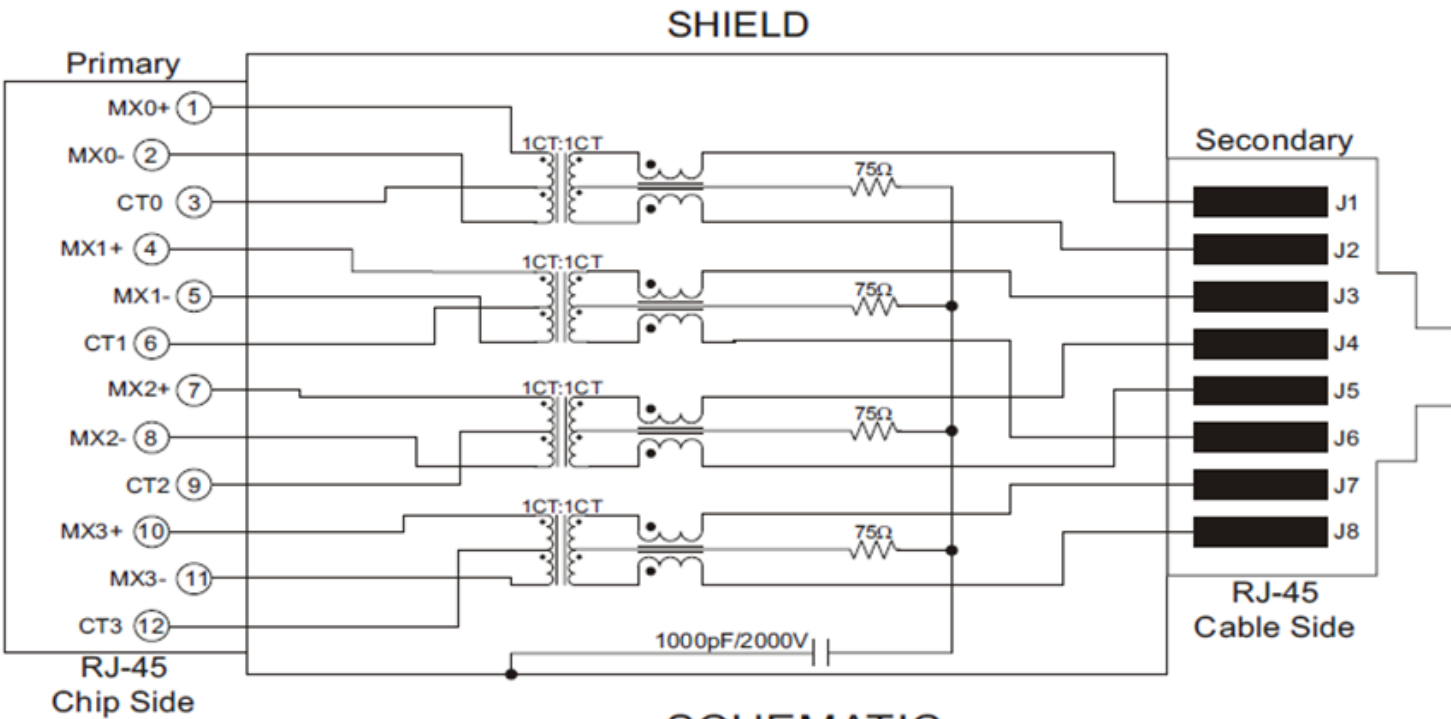 SHIELD
Primary
MX0+ 1
MX0- 2
CT0 3
MX1+ 4
MX1- 5
CT1 6
MX2+ 7
MX2- 8
CT2 9
MX3+ 10
MX3- 11
CT3 12
RJ-45
Chip Side
1CT:1CT
75Ω
1CT:1CT
75Ω
1CT:1CT
75Ω
1CT:1CT
75Ω
1000pF/2000V
Secondary
J1
J2
J3
J4
J5
J6
J7
J8
RJ-45
Cable Side
SCHEMATIC